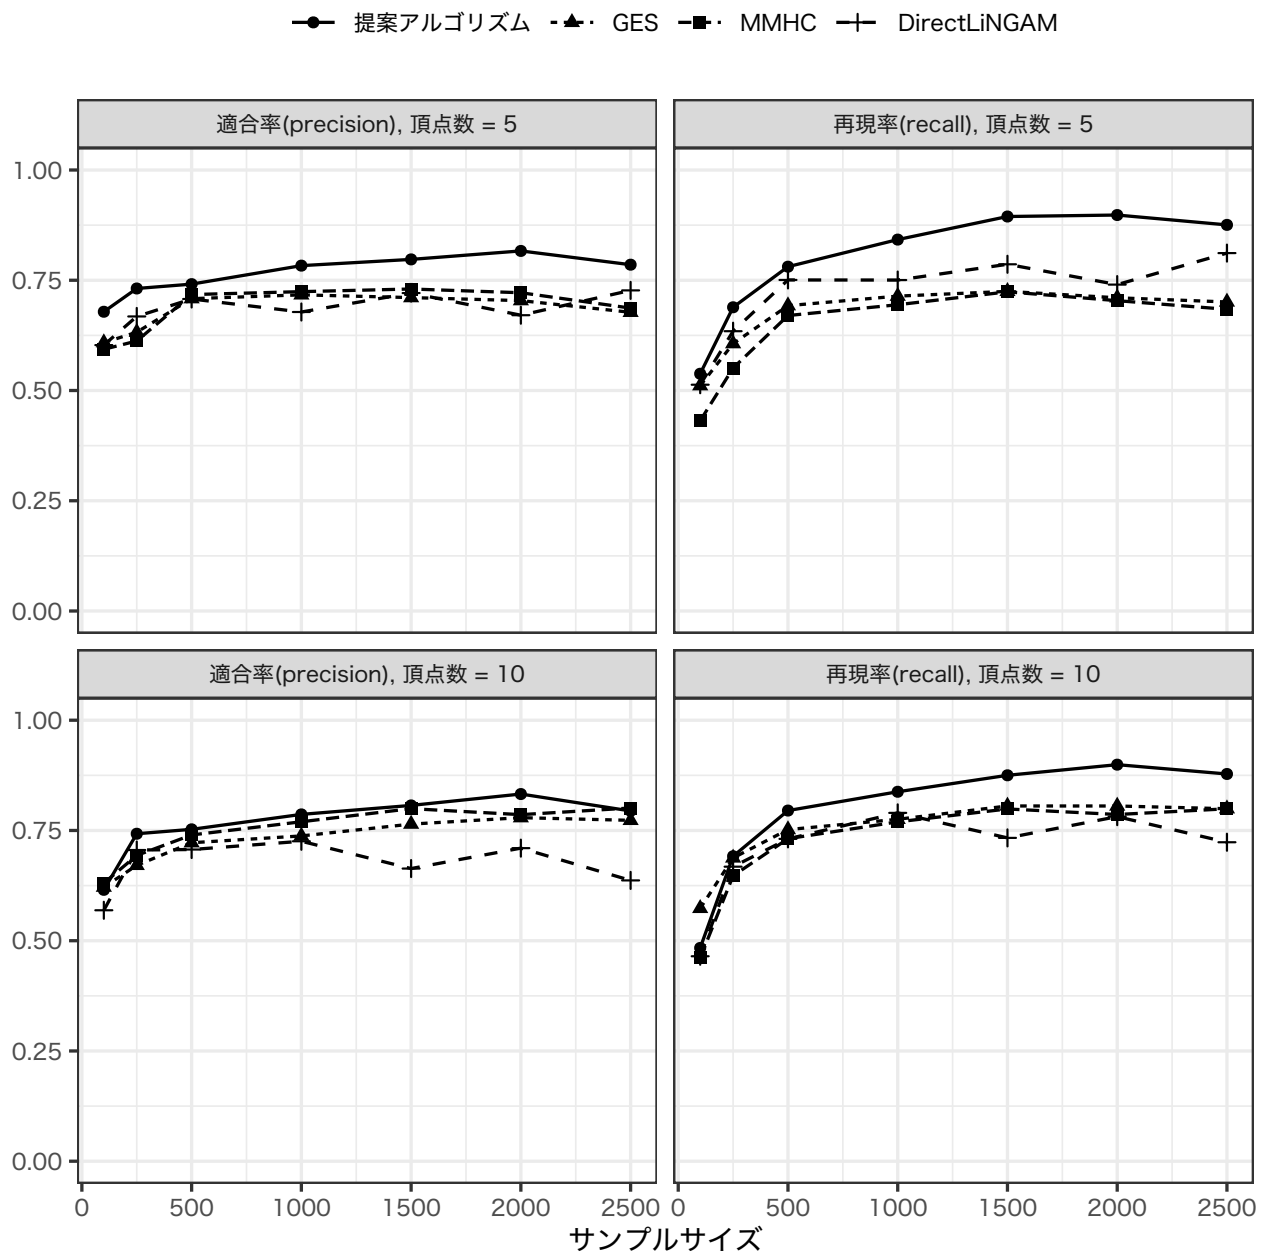 提案アルゴリズム GES MMHC DirectLiNGAM
適合率(precision), 頂点数 = 5
再現率(recall), 頂点数 = 5
1.00
0.75
0.50
0.25
0.00
適合率(precision), 頂点数 = 10
再現率(recall), 頂点数 = 10
1.00
0.75
0.50
0.25
0.00
0 500 1000 1500 2000 2500 0 500 1000 1500 2000 2500
サンプルサイズ